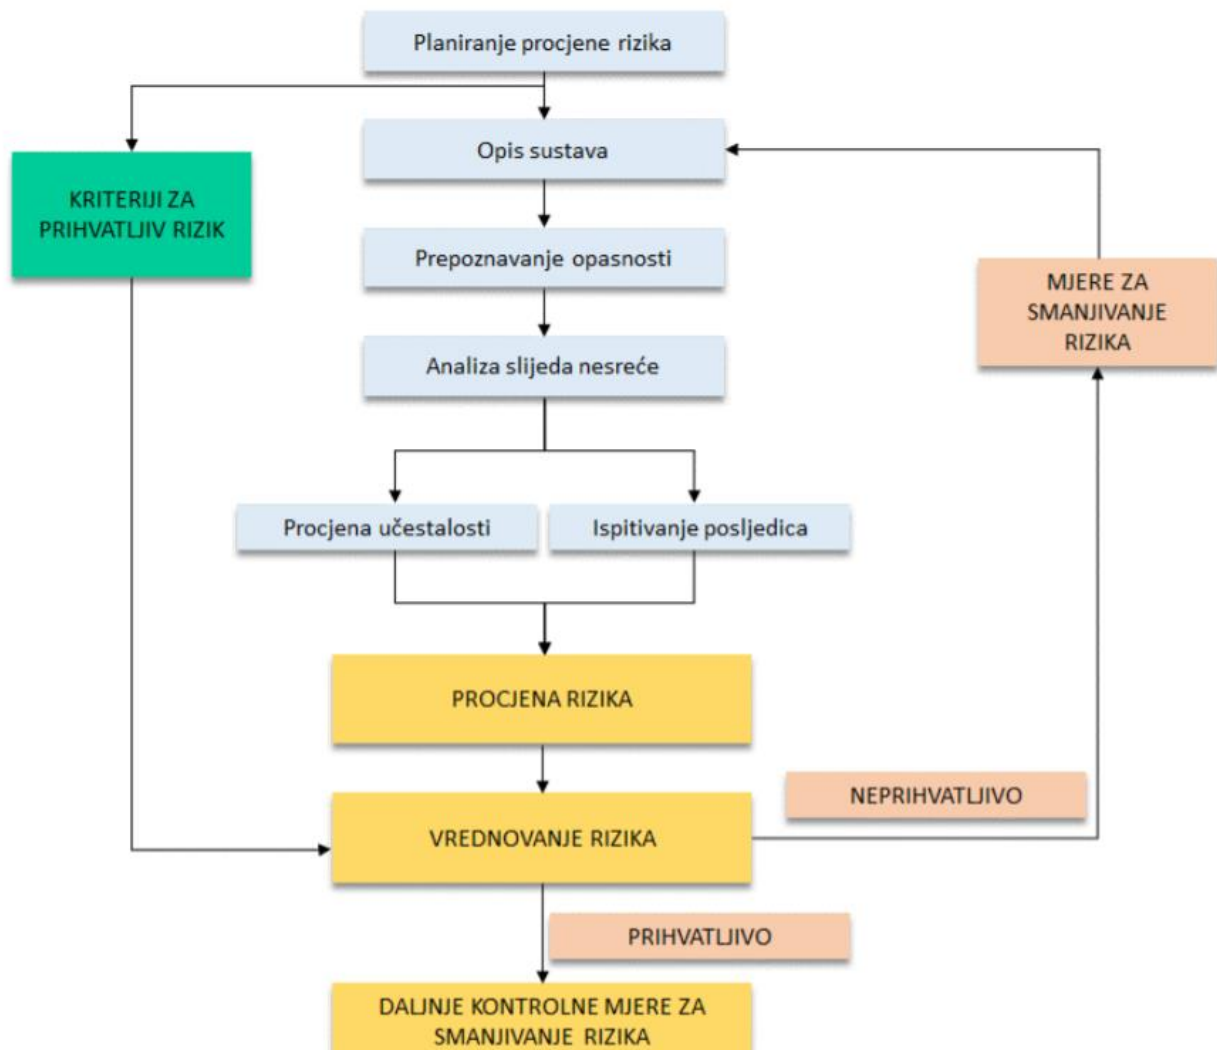 Planiranje procjene rizika
Opis sustava
KRITERIJI ZA
PRIHVATLJIV RIZIK
Prepoznavanje opasnosti
MJERE ZA
SMANJIVANJE
RIZIKA
Analiza slijeda nesreće
Procjena učestalosti
Ispitivanje posljedica
PROCJENA RIZIKA
NEPRIHVATLJIVO
VREDNOVANJE RIZIKA
PRIHVATLJIVO
DALJNJE KONTROLNE MJERE ZA
SMANJIVANJE RIZIKA